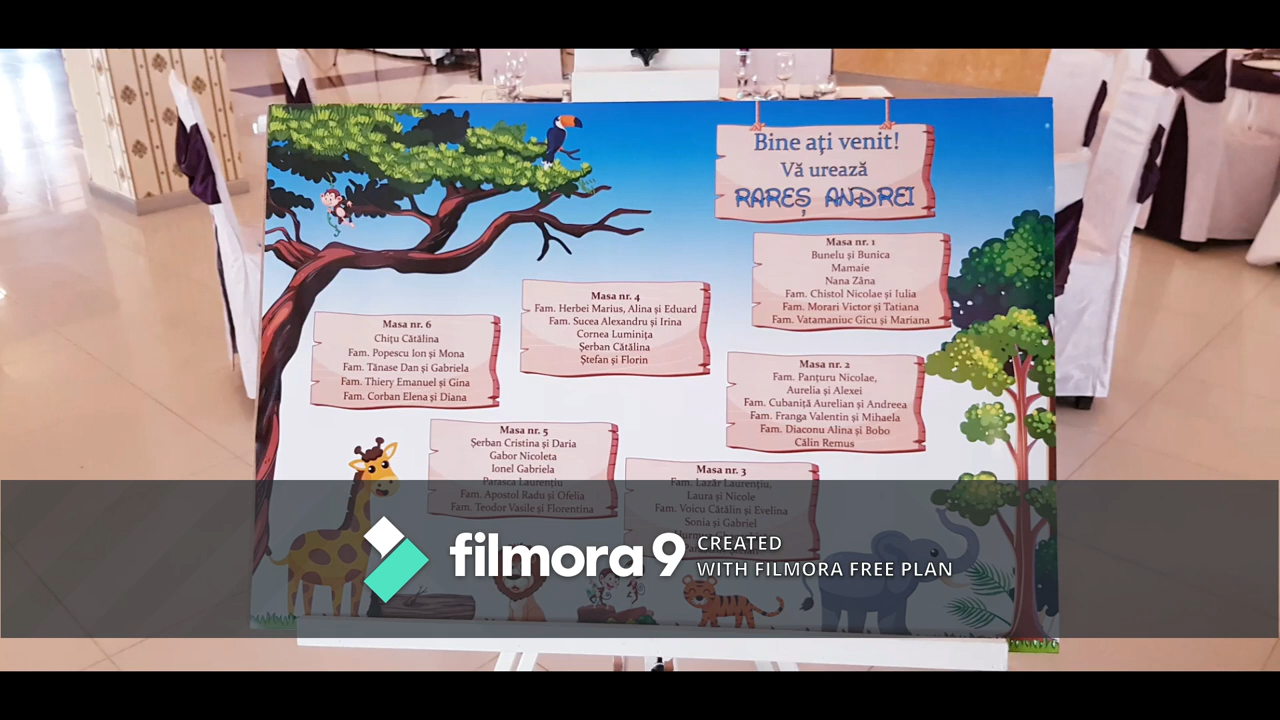 Bine ați venit!
Vă urează
RAREȘ ANDREI
Masa nr. 1
Bunelu și Bunica
Mamaie
Nana Zâna
Fam. Chistol Nicolae și Iulia
Fam. Morari Victor și Tatiana
Fam. Vatamaniuc Gicu și Mariana
Masa nr. 2
Fam. Panțuru Nicolae,
Aurelia și Alexei
Fam. Cubaniță Aurelian și Andreea
Fam. Franga Valentin și Mihaela
Fam. Diaconu Alina și Bobo
Călin Remus
Masa nr. 3
Fam. Lazăr Laurențiu,
Laura și Nicole
Fam. Voicu Cătălin și Evelina
Sonia și Gabriel
Masa nr. 4
Fam. Herbei Marius, Alina și Eduard
Fam. Sucea Alexandru și Irina
Cornea Luminița
Șerban Cătălina
Ștefan și Florin
Masa nr. 5
Șerban Cristina și Daria
Gabor Nicoleta
Ionel Gabriela
Parasca Laurențiu
Fam. Apostol Radu și Ofelia
Fam. Teodor Vasile și Florentina
Masa nr. 6
Chițu Cătălina
Fam. Popescu Ion și Mona
Fam. Tănase Dan și Gabriela
Fam. Thiery Emanuel și Gina
Fam. Corban Elena și Diana
filmora 9
CREATED
WITH FILMORA FREE PLAN